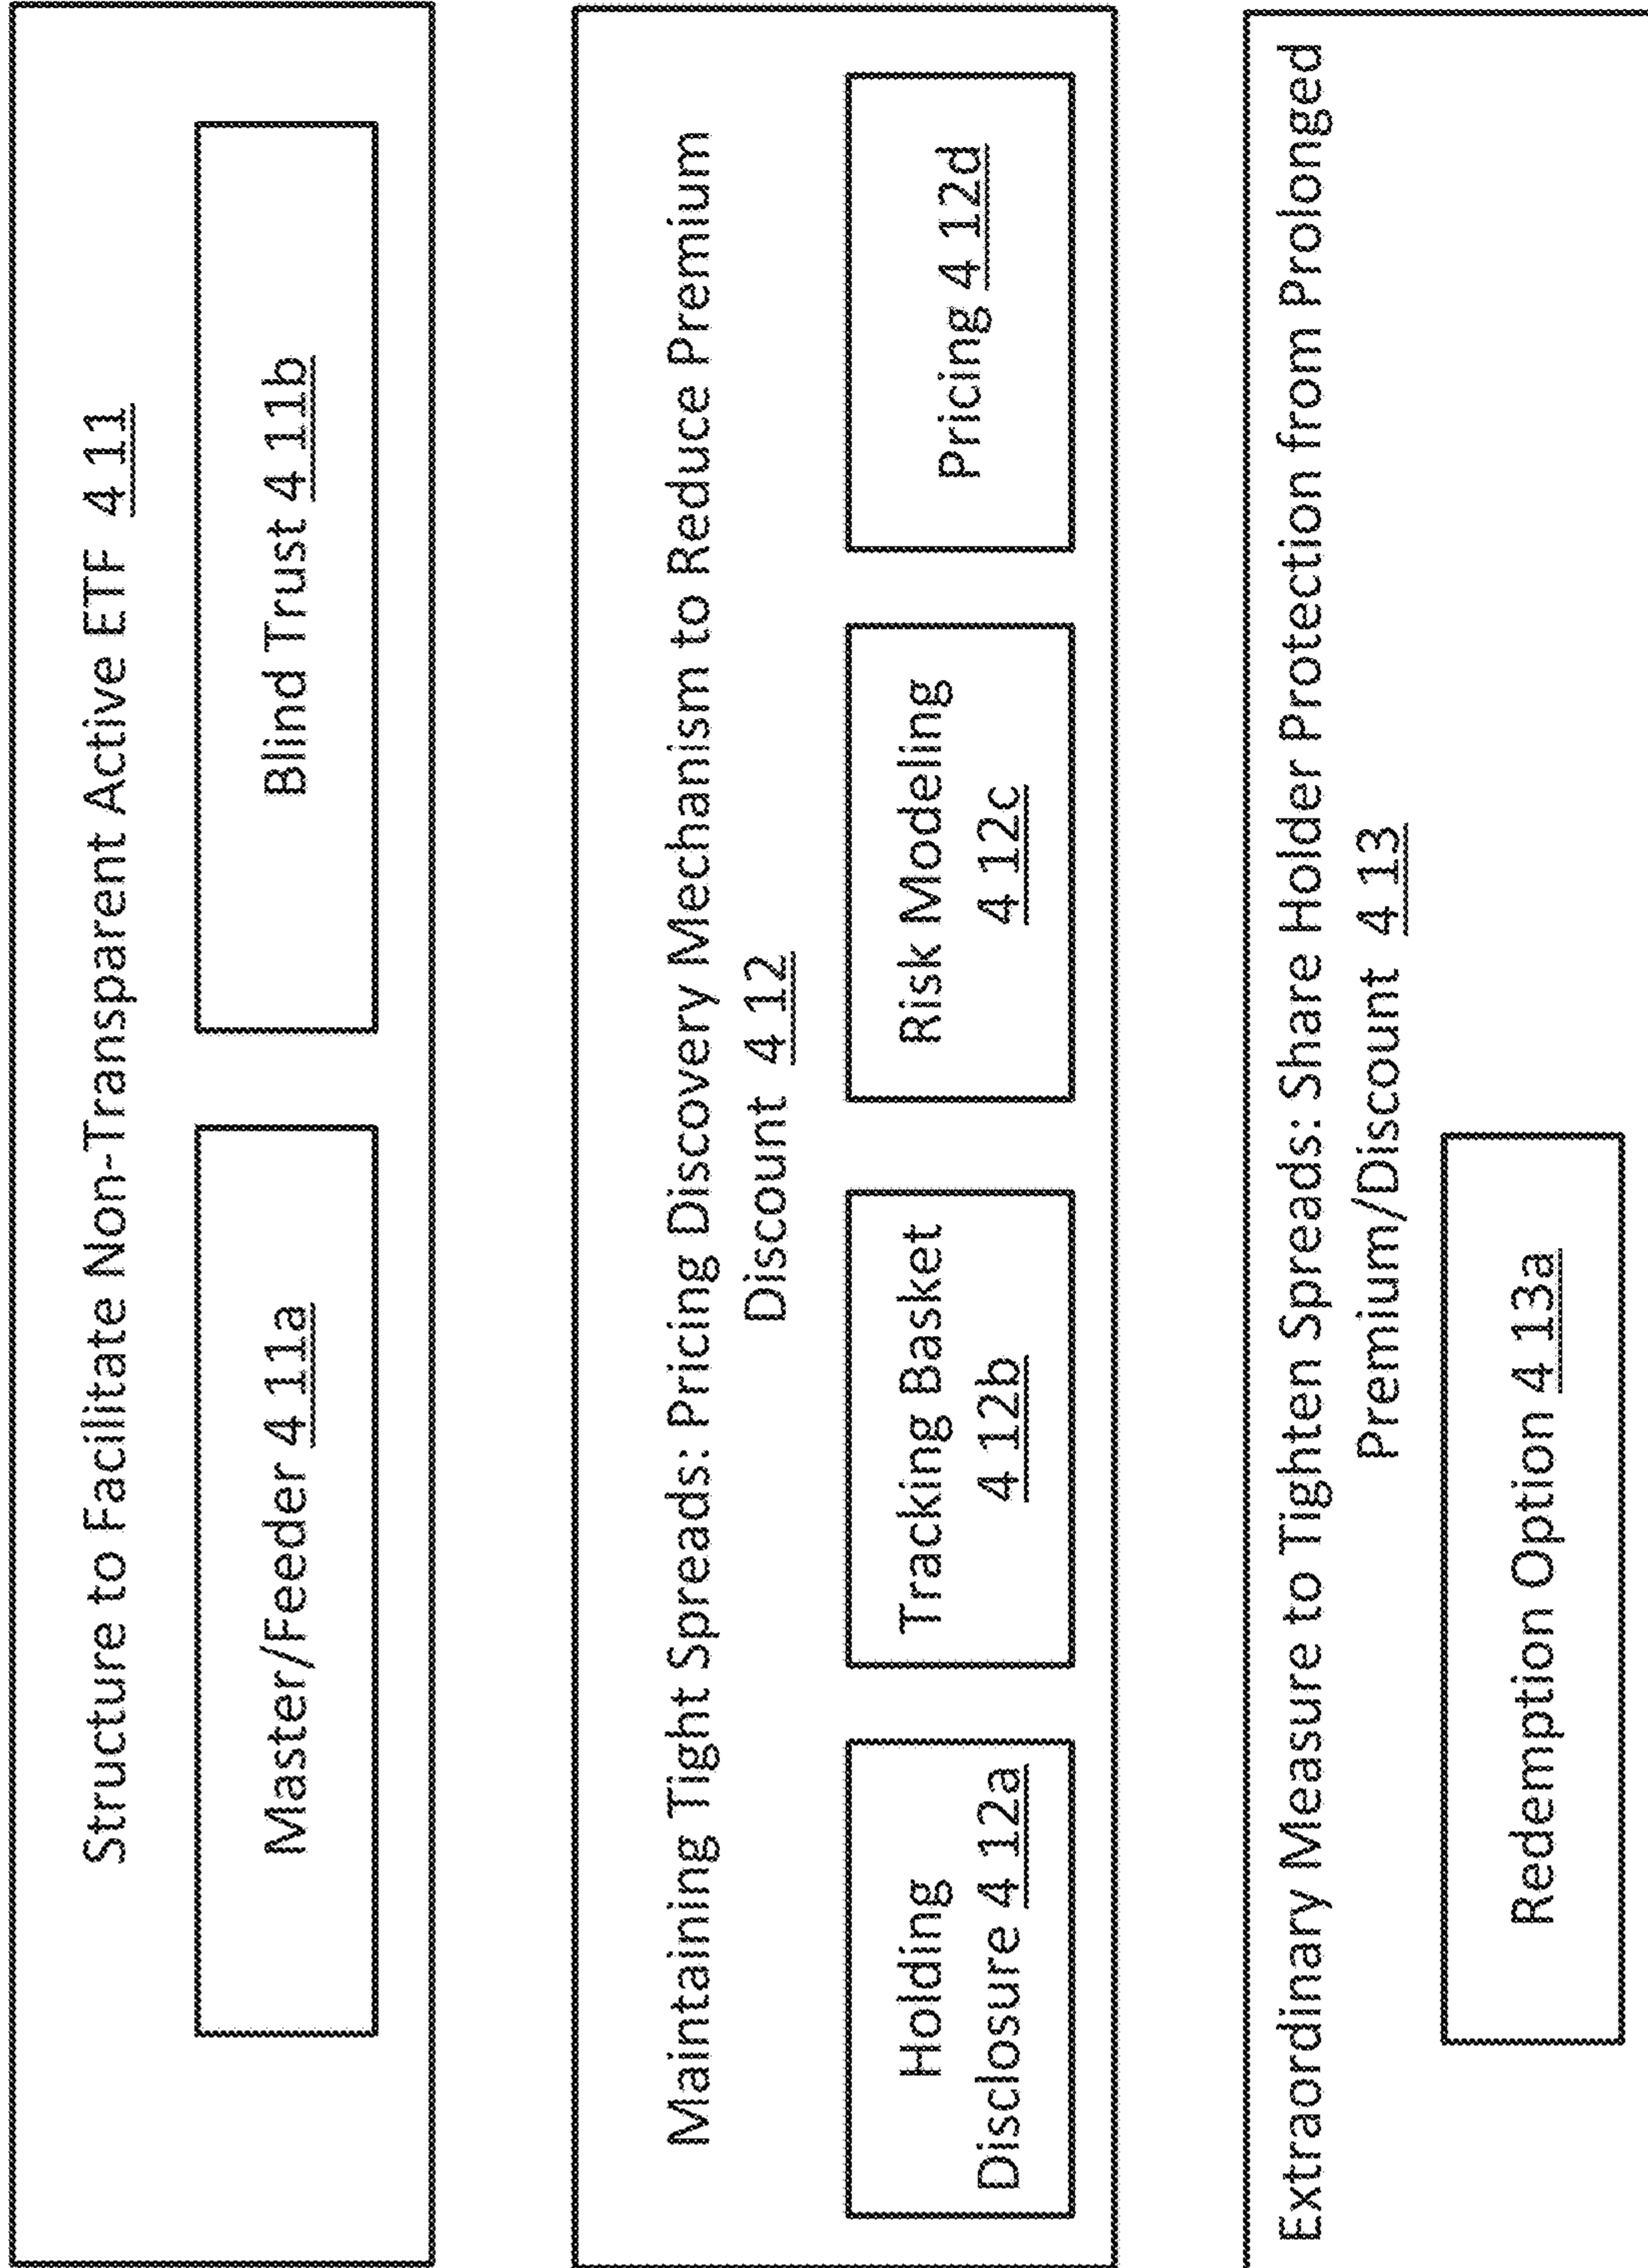 Structure to Facilitate Non-Transparent Active ETF 4 11
Master/Feeder 4 11a
Blind Trust 4 11b
Maintaining Tight Spreads: Pricing Discovery Mechanism to Reduce Premium
Discount 4 12
Holding
Disclosure 4 12a
Tracking Basket
4 12b
Risk Modeling
4 12c
Pricing 4 12d
Extraordinary Measure to Tighten Spreads: Share Holder Protection from Prolonged
Premium/Discount 4 13
Redemption Option 4 13a